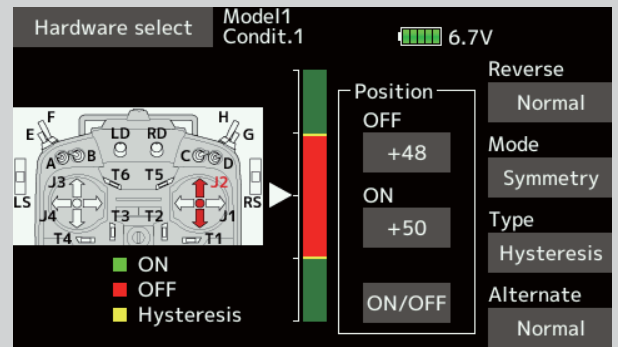 Hardware select
Model1
Condit.1
6.7V
F
H
E
G
LD RD
A B
C D
T6 T5
J3
J2
LS
RS
J4
T3 T2
J1
T4
T1
ON
OFF
Hysteresis
Position
OFF
+48
ON
+50
ON/OFF
Reverse
Normal
Mode
Symmetry
Type
Hysteresis
Alternate
Normal